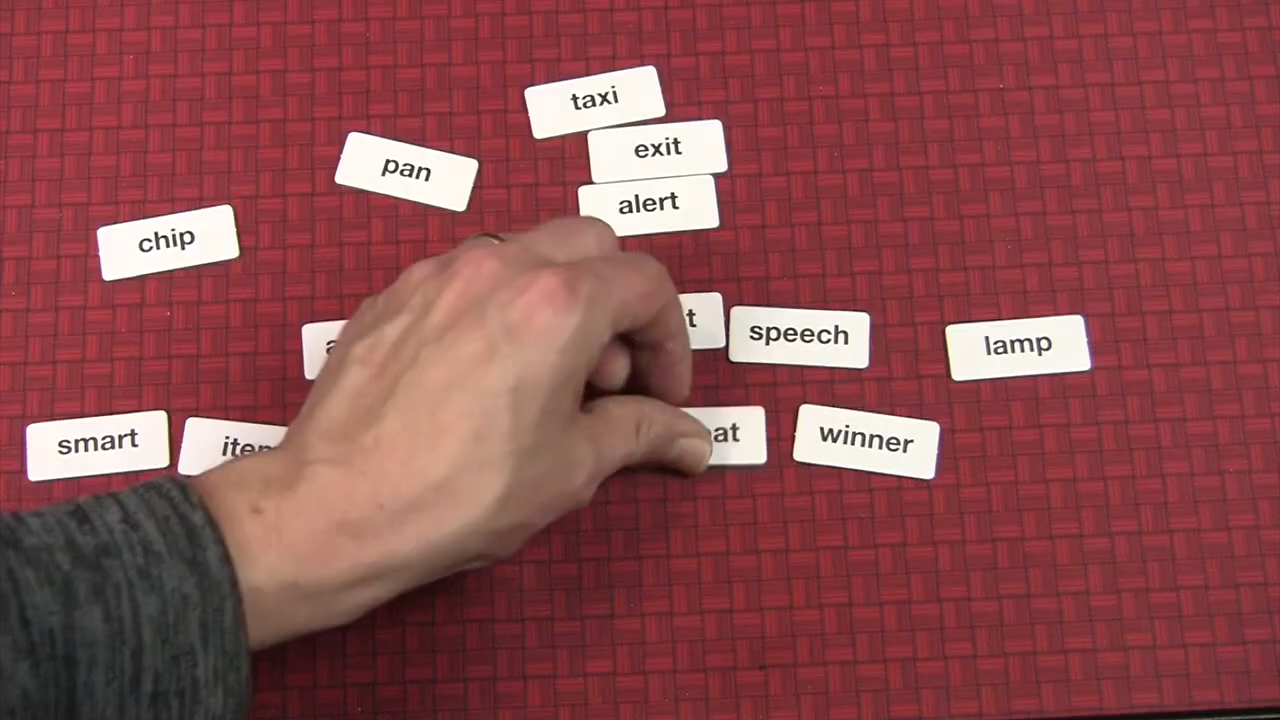 taxi
exit
pan
alert
chip
speech
lamp
smart
winner